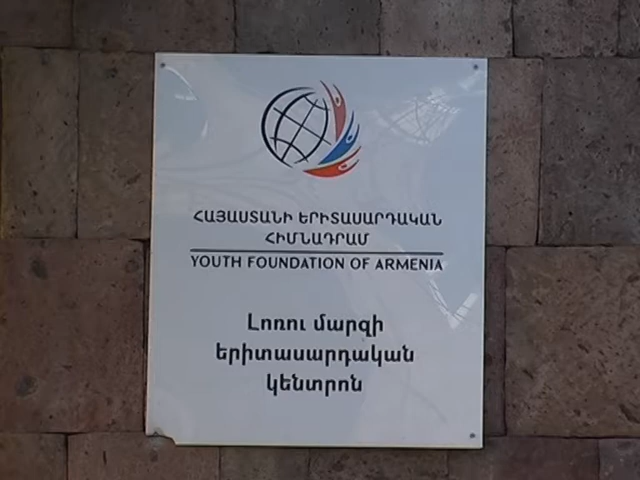 ՀԱՅԱՍՏԱՆԻ ԵՐԻՏԱՍԱՐԴԱԿԱՆ
ՀԻՄՆԱԴՐԱՄ
YOUTH FOUNDATION OF ARMENIA
Լոռու մարզի
երիտասարդական
կենտրոն